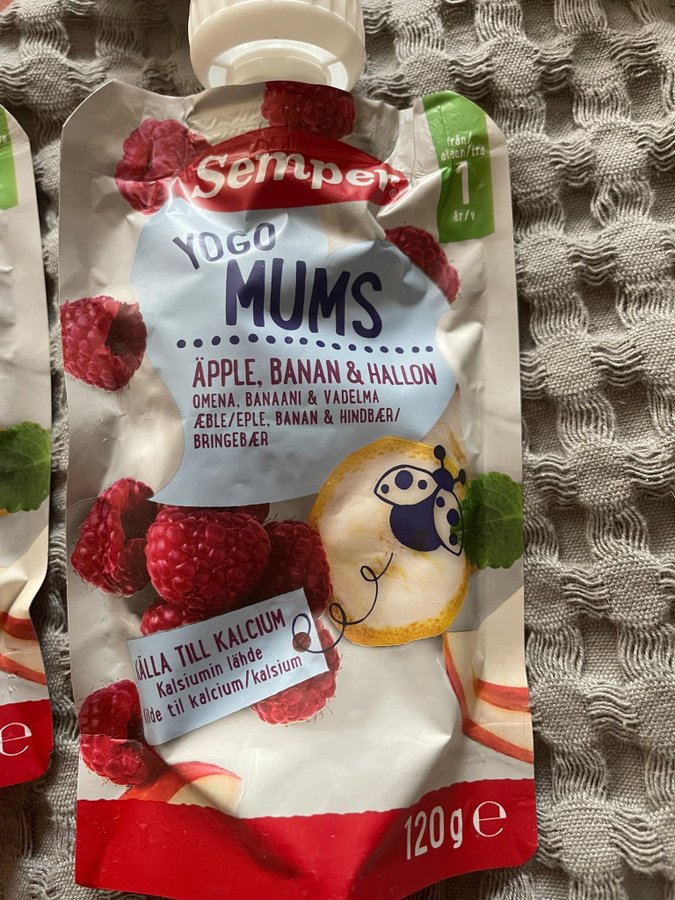 Semper
från/
alkaen/fra
1
år/v
YOGO
MUMS
ÄPPLE, BANAN & HALLON
OMENA, BANAANI & VADELMA
ÆBLE/EPLE, BANAN & HINDBÆR/
BRINGEBÆR
KÄLLA TILL KALCIUM
Kalsiumin lähde
Kilde til kalcium/kalsium
120g e
e